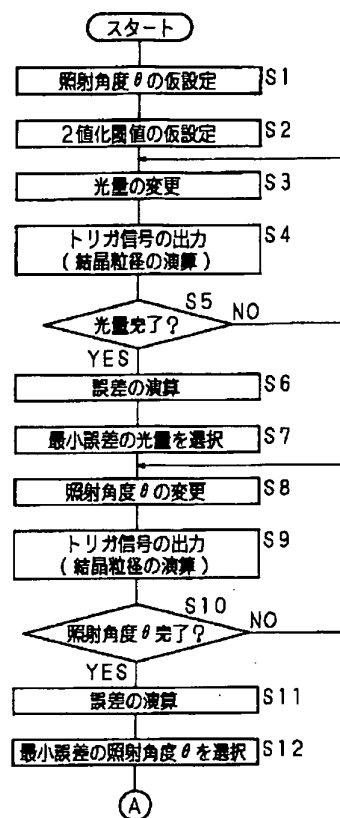 スタート
照射角度θの仮設定 S1
2値化閾値の仮設定 S2
光量の変更 S3
トリガ信号の出力 S4
(結晶粒径の演算)
S5
光量完了? NO
YES
誤差の演算 S6
最小誤差の光量を選択 S7
照射角度θの変更 S8
トリガ信号の出力 S9
(結晶粒径の演算)
S10
照射角度θ完了? NO
YES
誤差の演算 S11
最小誤差の照射角度θを選択 S12
A